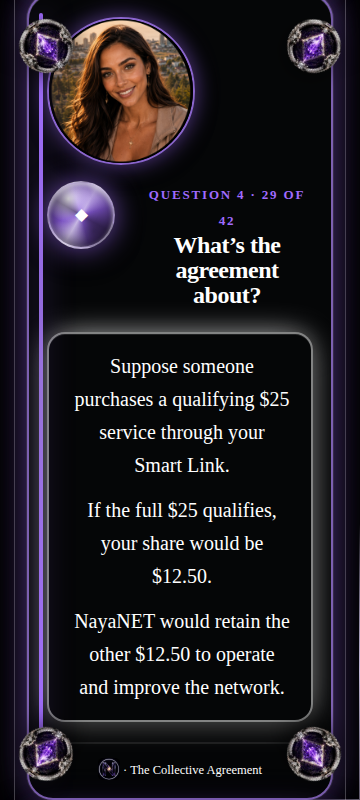 QUESTION 4 · 29 OF
42
What’s the
agreement
about?
Suppose someone
purchases a qualifying $25
service through your
Smart Link.
If the full $25 qualifies,
your share would be
$12.50.
NayaNET would retain the
other $12.50 to operate
and improve the network.
· The Collective Agreement